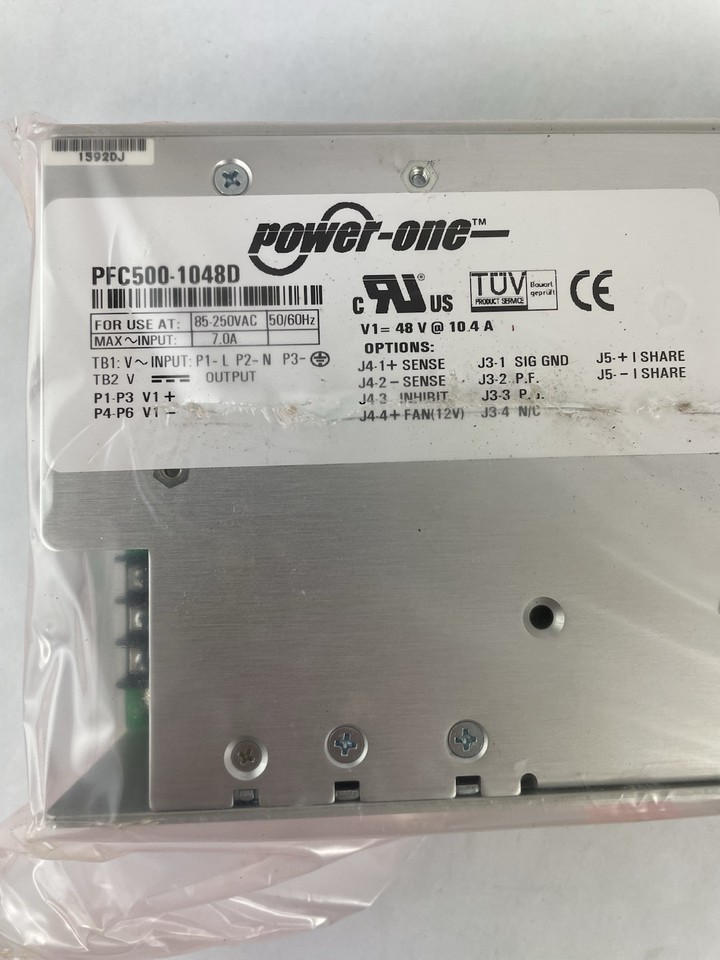 1592DJ
power-one™
PFC500-1048D
C RU® US
TÜV Bauart geprüft
PRODUCT SERVICE
CE
FOR USE AT: 85-250VAC 50/60Hz
MAX ~ INPUT: 7.0A
V1= 48 V @ 10.4 A
OPTIONS:
TB1: V ~ INPUT: P1- L P2- N P3-
TB2 V OUTPUT
P1-P3 V1 +
P4-P6 V1 -
J4-1 + SENSE
J4-2 - SENSE
J4-3 INHIBIT
J4-4 + FAN(12V)
J3-1 SIG GND
J3-2 P.F.
J3-3
J3-4 N/C
J5- + I SHARE
J5- - I SHARE